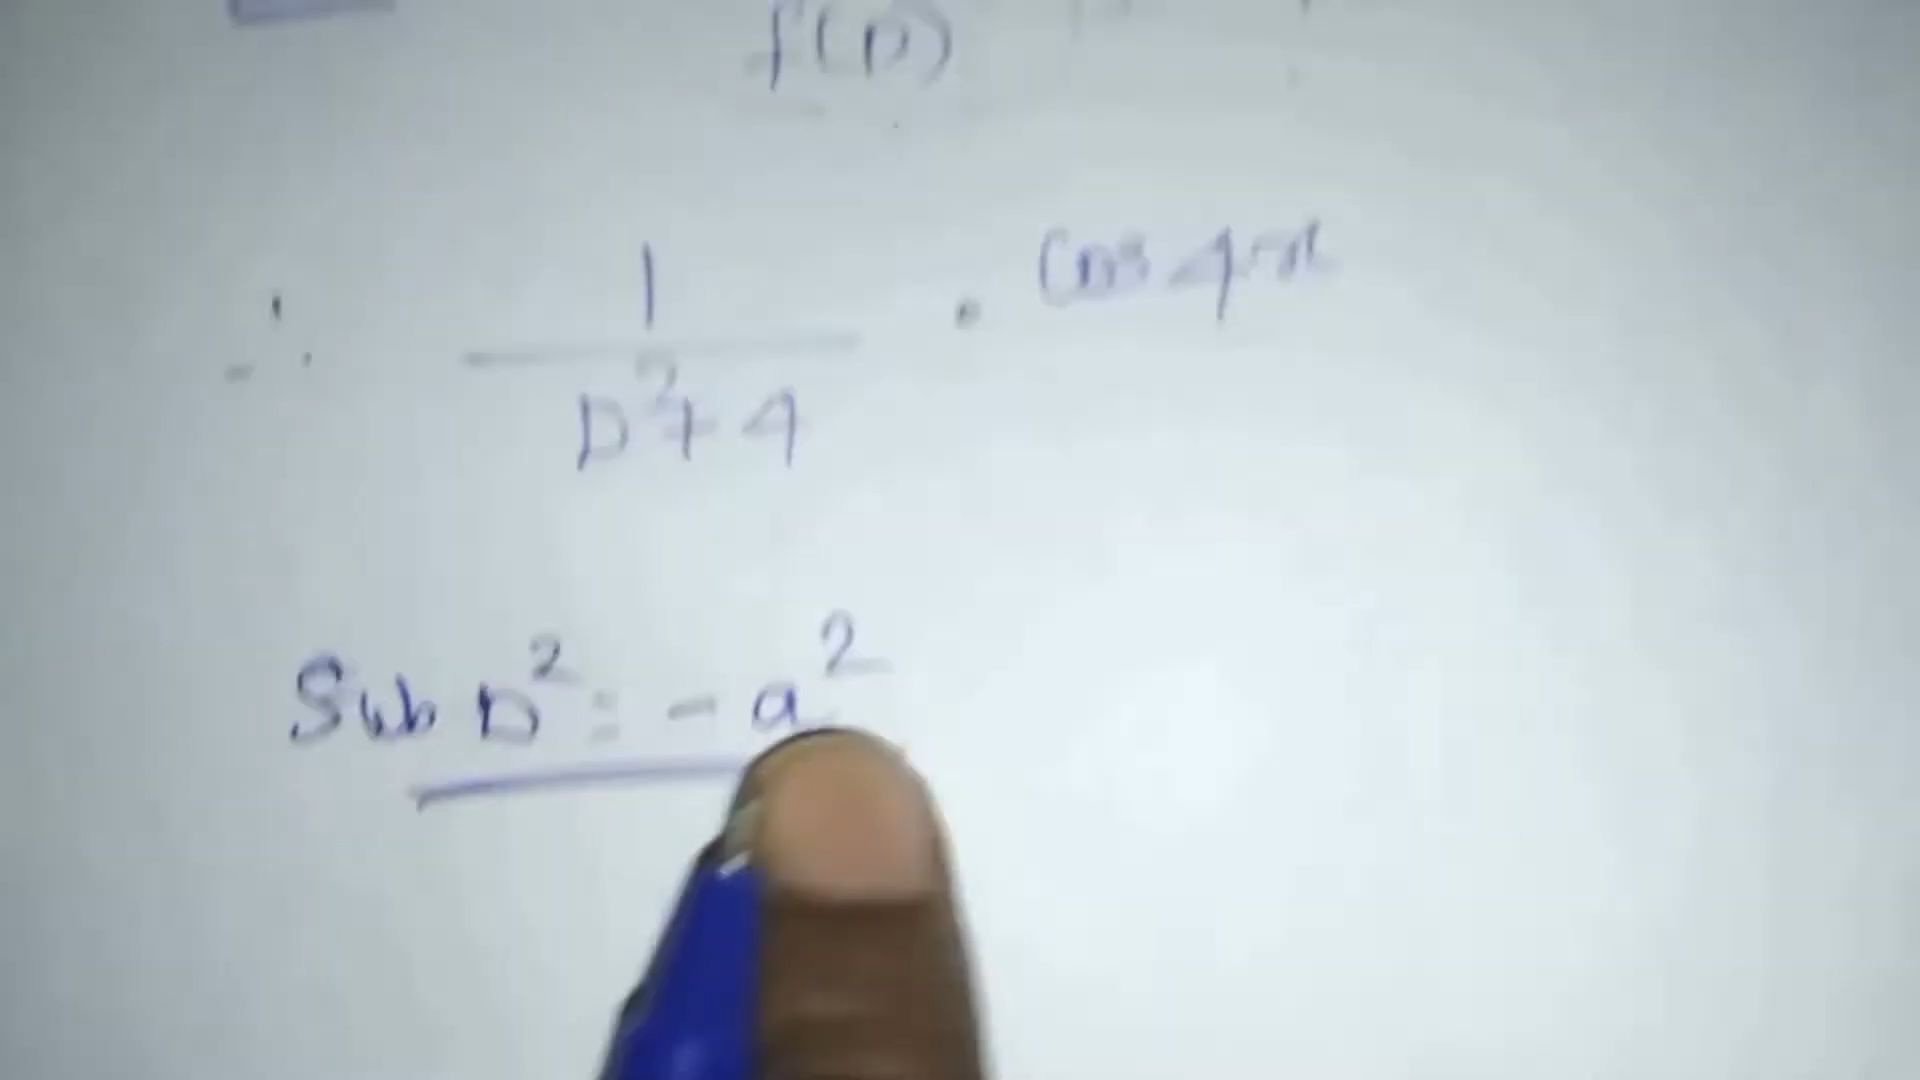 f(D)
∴ 1 / D²+4 . Cos 4x
Sub D² = - a²